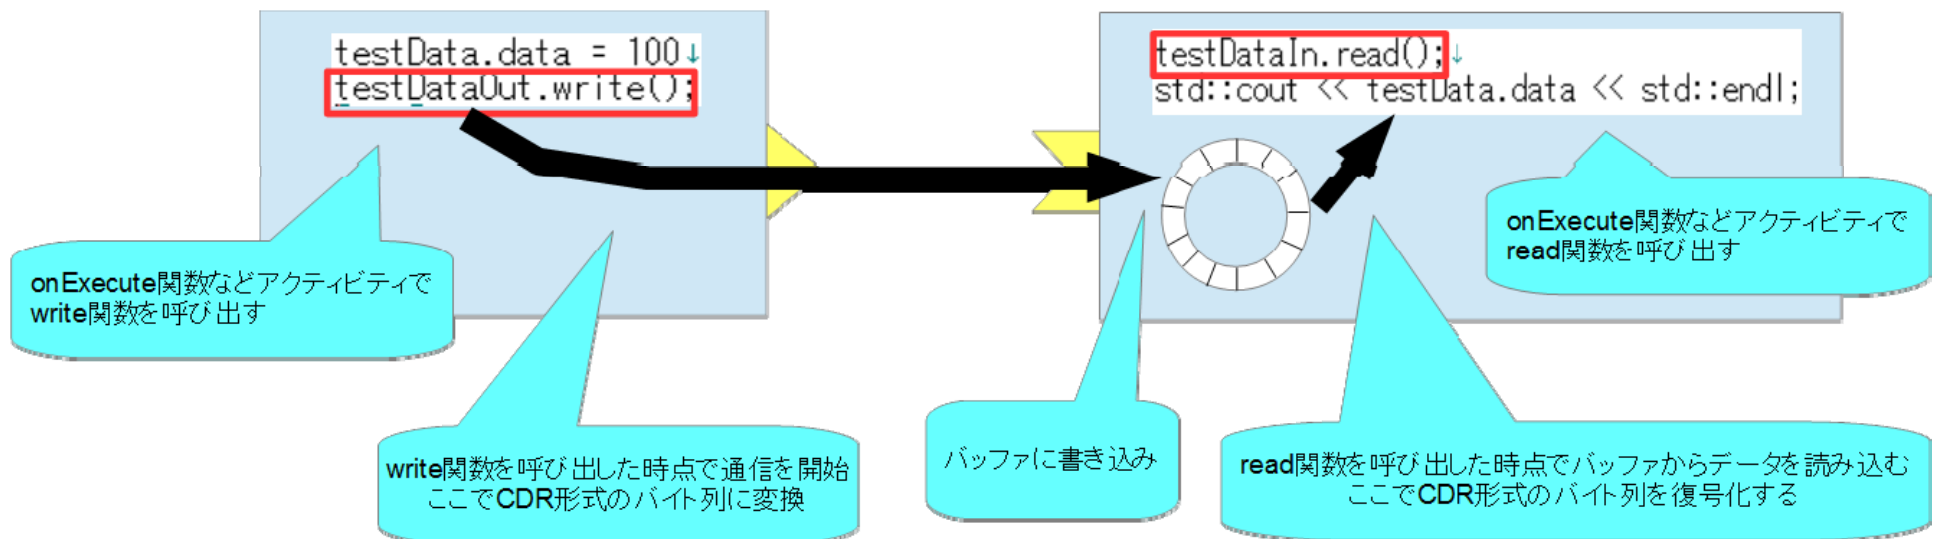 testData.data = 100↓
testDataOut.write();
testDataIn.read();↓
std::cout << testData.data << std::endl;
onExecute関数などアクティビティで
write関数を呼び出す
onExecute関数などアクティビティで
read関数を呼び出す
write関数を呼び出した時点で通信を開始
ここでCDR形式のバイト列に変換
バッファに書き込み
read関数を呼び出した時点でバッファからデータを読み込む
ここでCDR形式のバイト列を復号化する